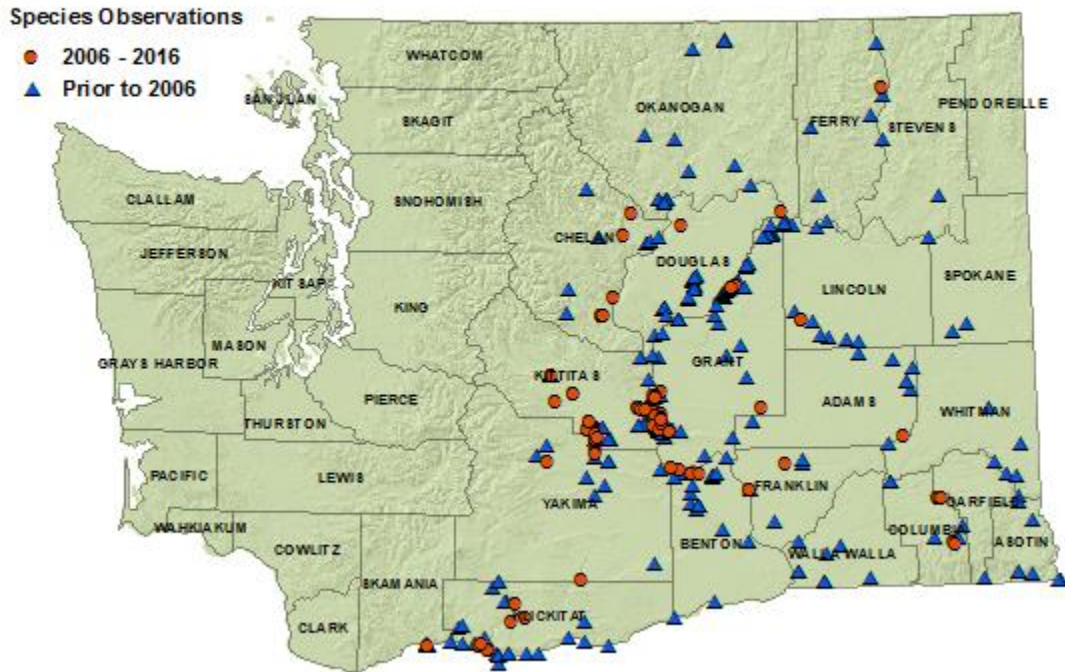 Species Observations
2006 - 2016
Prior to 2006
WHATCOM
SAN JUAN
SKAGIT
OKANOGAN
FERRY
STEVENS
PEND OREILLE
CLALLAM
SNOHOMISH
CHELAN
JEFFERSON
KITSAP
DOUGLAS
SPOKANE
LINCOLN
KING
MASON
GRAYS HARBOR
KITTITAS
GRANT
PIERCE
ADAMS
WHITMAN
THURSTON
PACIFIC
LEWIS
YAKIMA
FRANKLIN
GARFIELD
WAHKIAKUM
COLUMBIA
COWLITZ
BENTON
WALLA WALLA
ASOTIN
SKAMANIA
KLICKITAT
CLARK